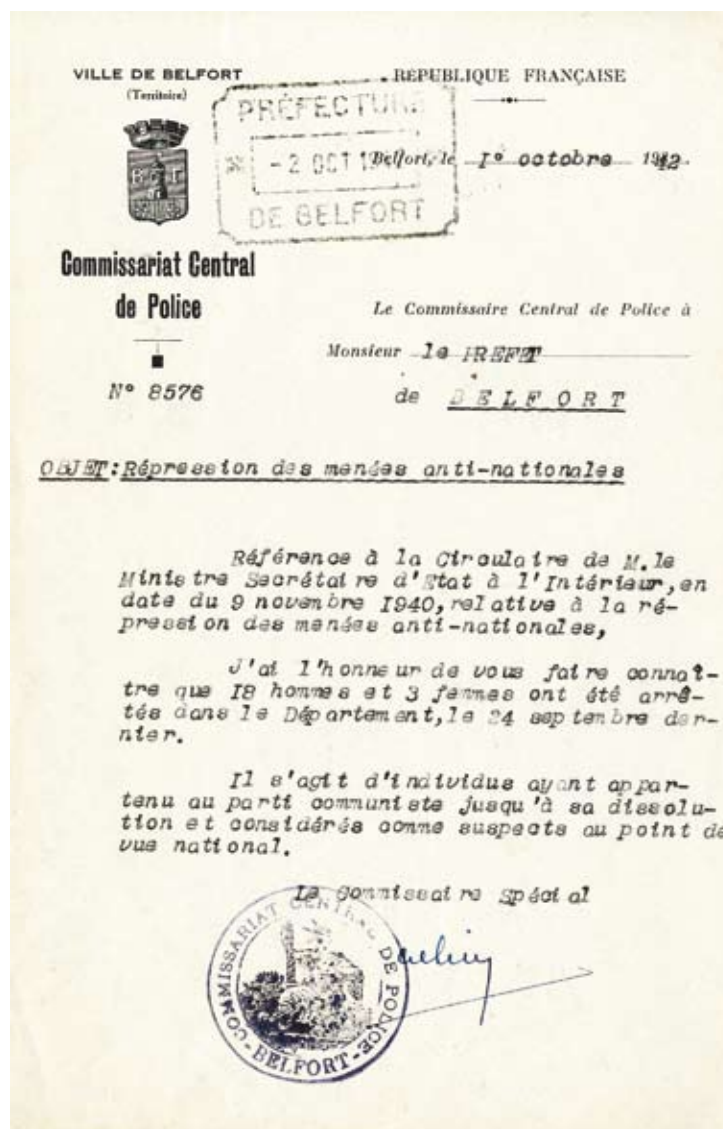 VILLE DE BELFORT
(Territoire)
RÉPUBLIQUE FRANÇAISE
PRÉFECTURE
- 2 OCT 19
DE BELFORT
Belfort, le 1° octobre 1942
Commissariat Central
de Police
N° 8576
Le Commissaire Central de Police à
Monsieur le PREFET
de BELFORT
OBJET: Répression des menées anti-nationales
Référence à la Circulaire de M.le
Ministre Secrétaire d'Etat à l'Intérieur, en
date du 9 novembre 1940, relative à la ré-
pression des menées anti-nationales,
J'ai l'honneur de vous faire connaî-
tre que 18 hommes et 3 femmes ont été arrê-
tés dans le Département, le 24 septembre der-
nier.
Il s'agit d'individus ayant appar-
tenu au parti communiste jusqu'à sa dissolu-
tion et considérés comme suspects au point de
vue national.
Le Commissaire Spécial
COMMISSARIAT CENTRAL DE POLICE
- BELFORT -